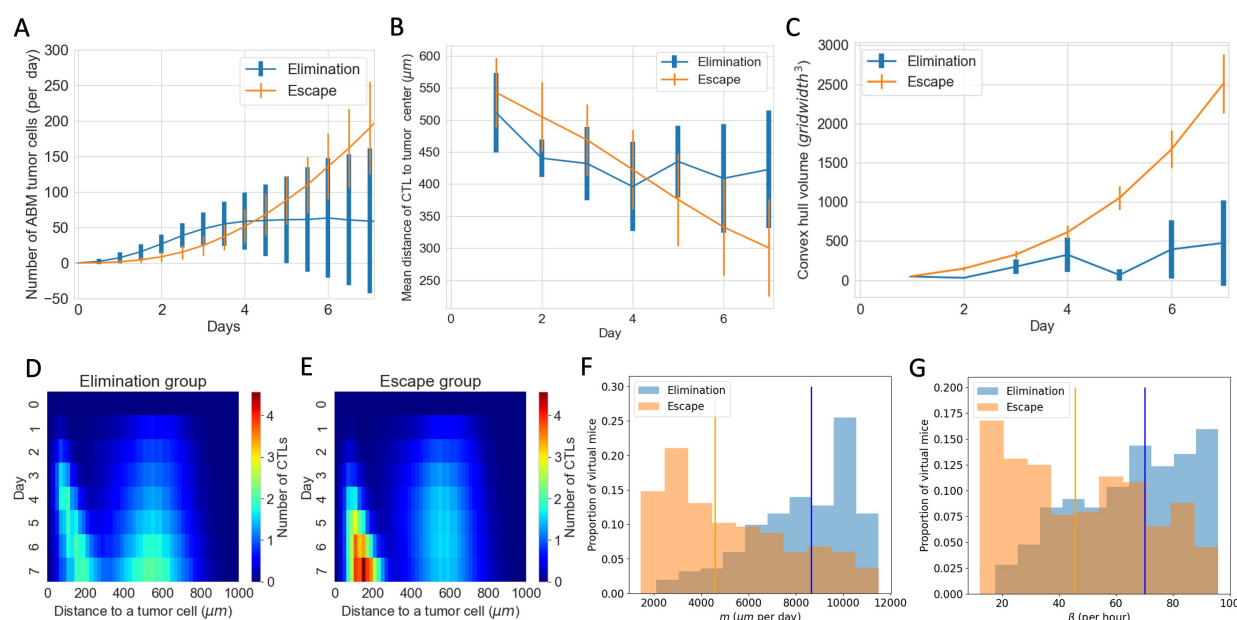 A
Number of ABM tumor cells (per day)
300
250
200
150
100
50
0
−50
0
2
4
6
Days
Elimination
Escape
B
Mean distance of CTL to tumor center (μm)
600
550
500
450
400
350
300
250
0
2
4
6
Day
Elimination
Escape
C
Convex hull volume (gridwidth³)
3000
2500
2000
1500
1000
500
0
0
2
4
6
Day
Elimination
Escape
D
Elimination group
Day
0
1
2
3
4
5
6
7
0
200
400
600
800
1000
Distance to a tumor cell (μm)
4
3
2
1
0
Number of CTLs
E
Escape group
Day
0
1
2
3
4
5
6
7
0
200
400
600
800
1000
Distance to a tumor cell (μm)
4
3
2
1
0
Number of CTLs
F
Proportion of virtual mice
0.30
0.25
0.20
0.15
0.10
0.05
0.00
2000
4000
6000
8000
10000
12000
m (μm per day)
Elimination
Escape
G
Proportion of virtual mice
0.200
0.175
0.150
0.125
0.100
0.075
0.050
0.025
0.000
20
40
60
80
100
β (per hour)
Elimination
Escape